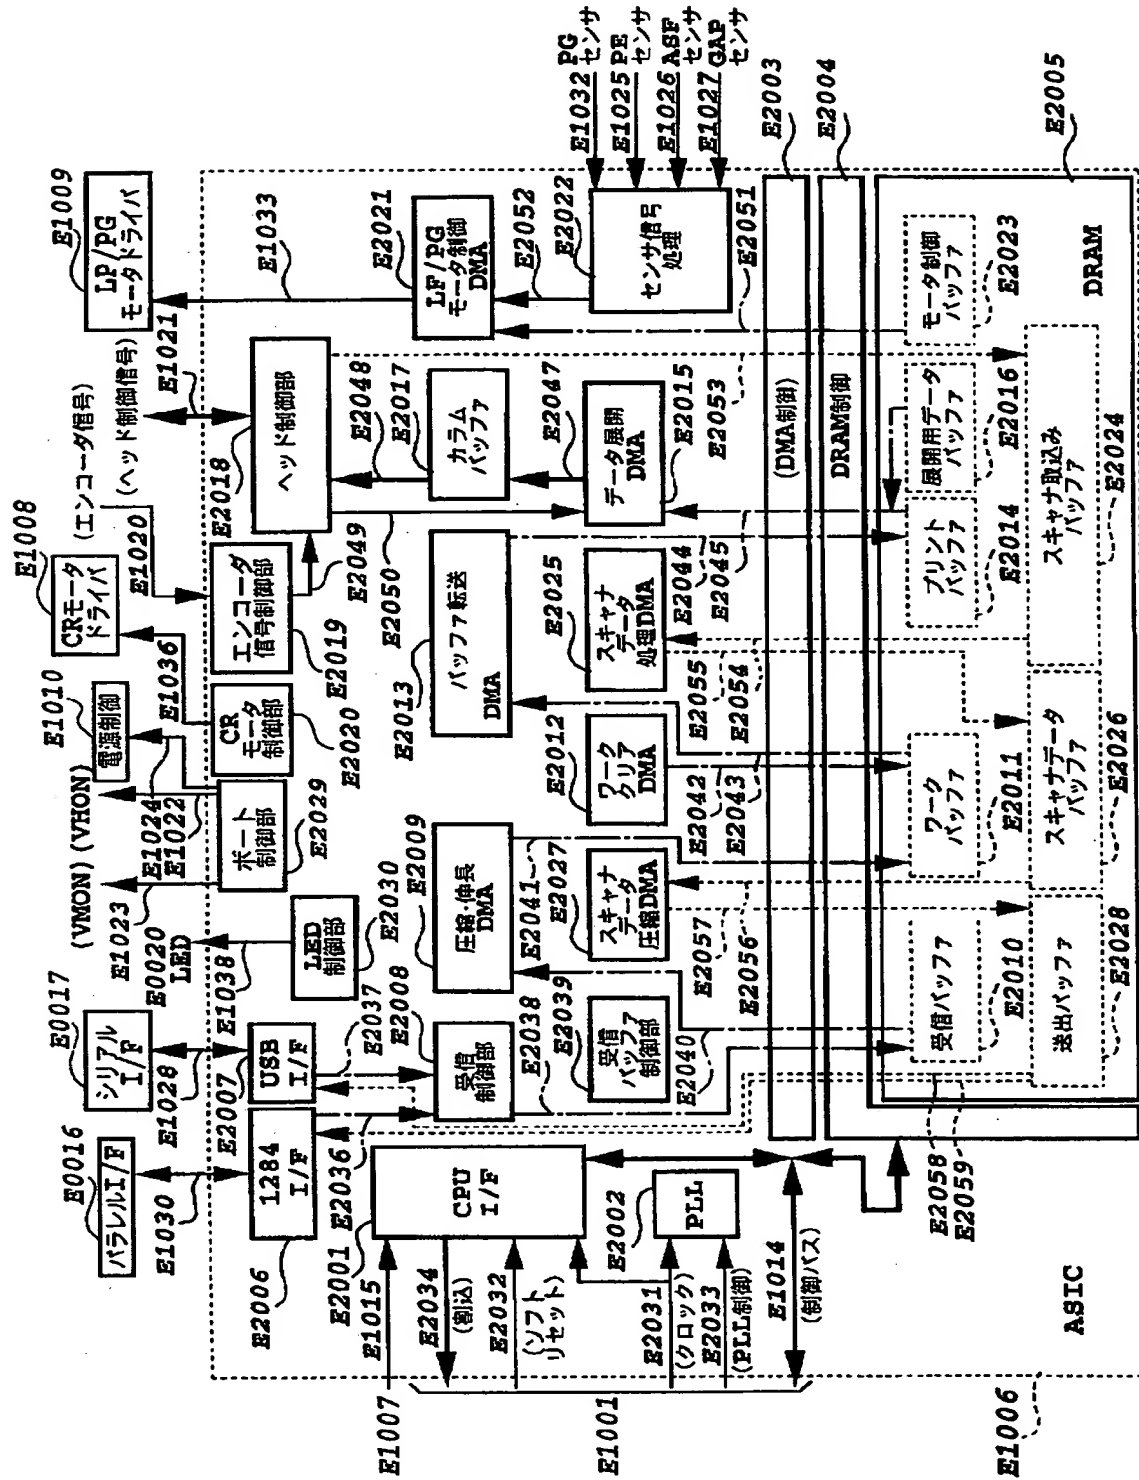 E0016
パラレルI/F
E1030
E0017
シリアル
I/F
E1028
E0020
LED
E1038
(VMON)
(VHON)
E1023
E1024
E1022
E1010
電源制御
E1036
E1008
CRモータ
ドライバ
E1020
(エンコーダ信号)
(ヘッド制御信号)
E1021
E1009
LP/PG
モータドライバ
E1033
E2006
1284
I/F
E2007
USB
I/F
E2036
E2037
LED
制御部
E2030
ポート
制御部
E2029
CR
モータ
制御部
E2020
エンコーダ
信号制御部
E2019
E2049
E2018
ヘッド制御部
E2048
E2050
E2021
LF/PG
モータ制御
DMA
E2052
E2022
センサ信号
処理
E1032
PG
センサ
E1025
PE
センサ
E1026
ASF
センサ
E1027
GAP
センサ
E1007
E1015
E2001
CPU
I/F
E2034
(割込)
E2032
(ソフト
リセット)
E1001
E2031
(クロック)
E2033
(PLL制御)
E2002
PLL
E1014
(制御バス)
E2008
受信
制御部
E2038
E2039
受信
バッファ
制御部
E2040
E2009
圧縮・伸長
DMA
E2041
E2027
スキャナ
データ
圧縮DMA
E2057
E2056
E2012
ワーク
クリア
DMA
E2042
E2043
E2013
バッファ転送
DMA
E2025
スキャナ
データ
処理DMA
E2055
E2054
E2044
E2045
E2017
カラム
バッファ
E2047
E2015
データ展開
DMA
E2053
E2051
E2003
(DMA制御)
E2004
DRAM制御
E2005
DRAM
E2058
E2059
受信バッファ
E2010
送出バッファ
E2028
ワーク
バッファ
E2011
スキャナデータ
バッファ
E2026
プリント
バッファ
E2014
展開用データ
バッファ
E2016
スキャナ取込み
バッファ
E2024
モータ制御
バッファ
E2023
ASIC
E1006